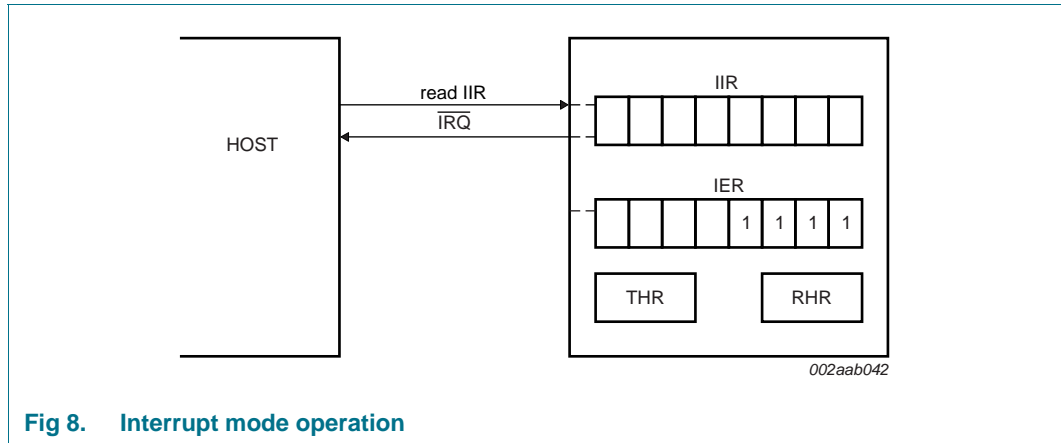 read IIR
IIR
IRQ
HOST
IER
1 1 1 1
THR RHR
002aab042
Fig 8. Interrupt mode operation